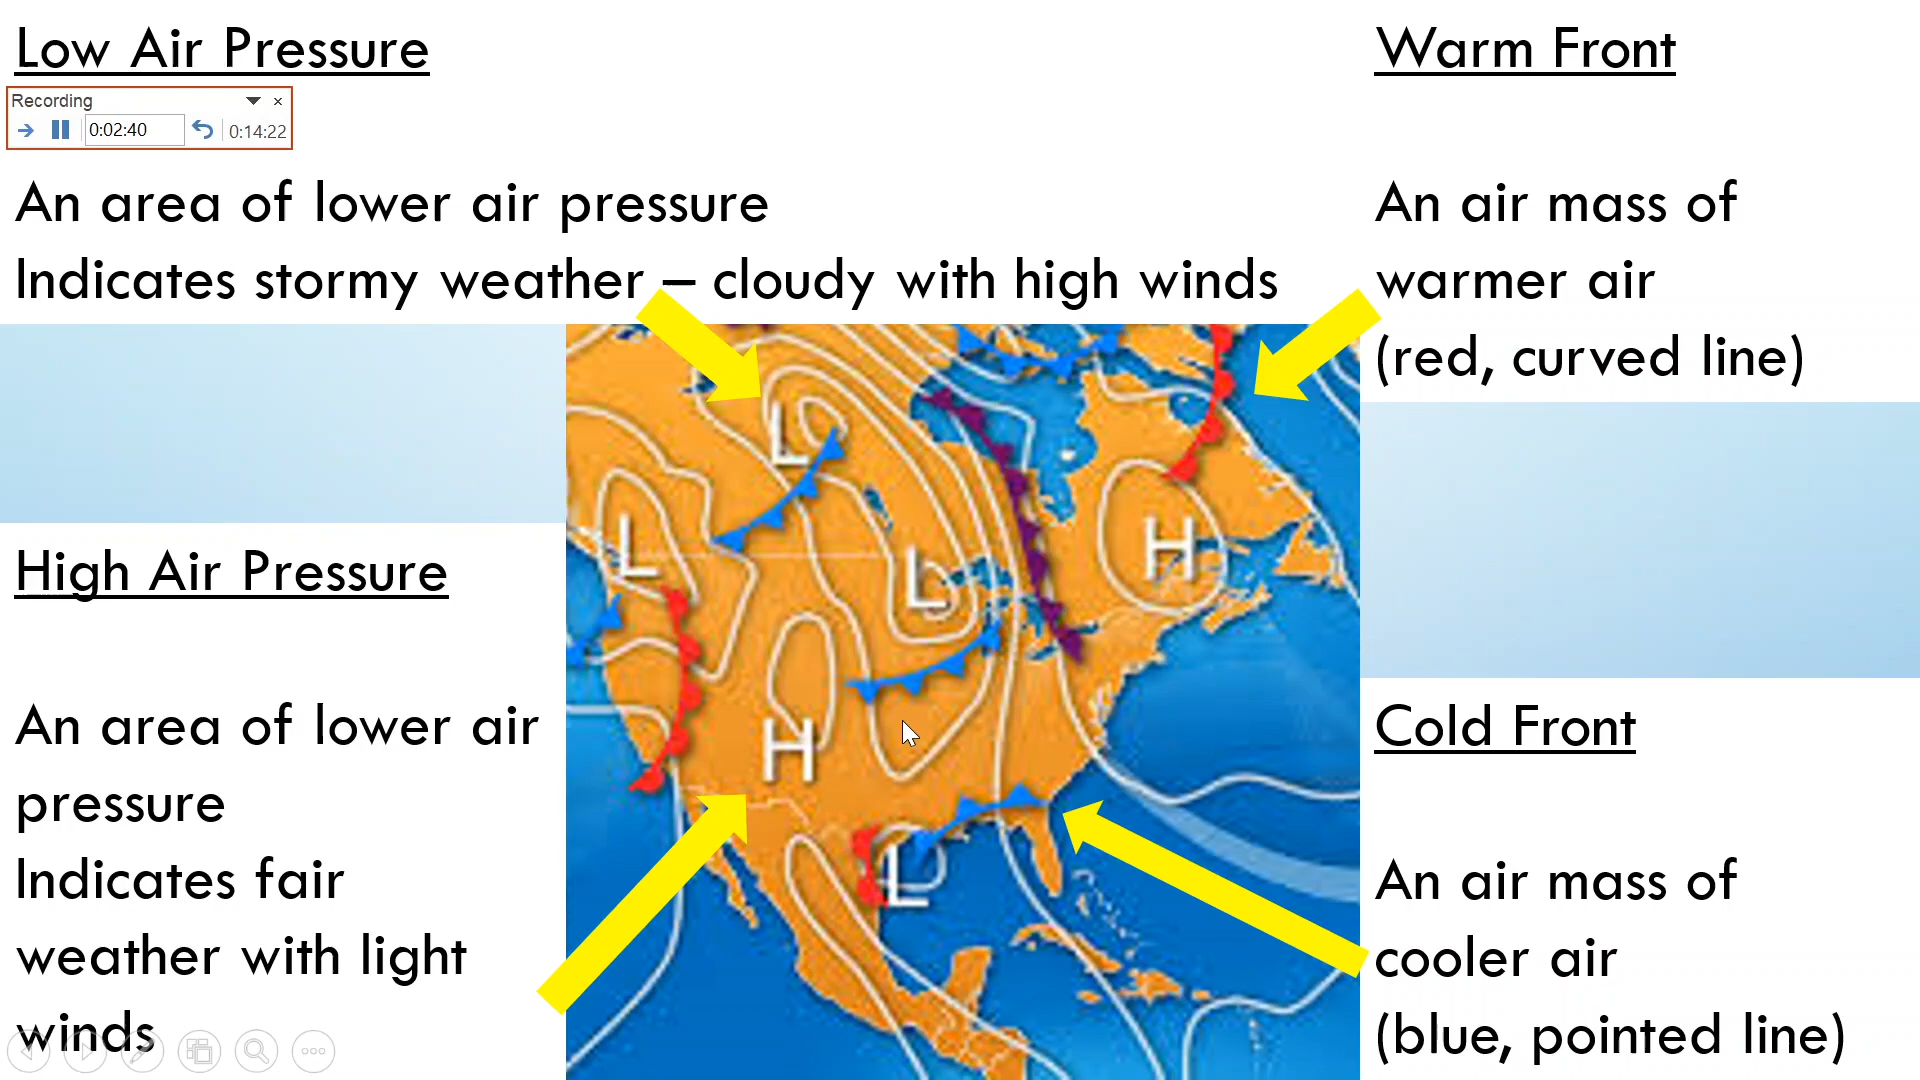 Low Air Pressure
Recording
0:02:40
0:14:22
An area of lower air pressure
Indicates stormy weather – cloudy with high winds
Warm Front
An air mass of
warmer air
(red, curved line)
L
L
L
H
H
L
High Air Pressure
An area of lower air
pressure
Indicates fair
weather with light
winds
Cold Front
An air mass of
cooler air
(blue, pointed line)